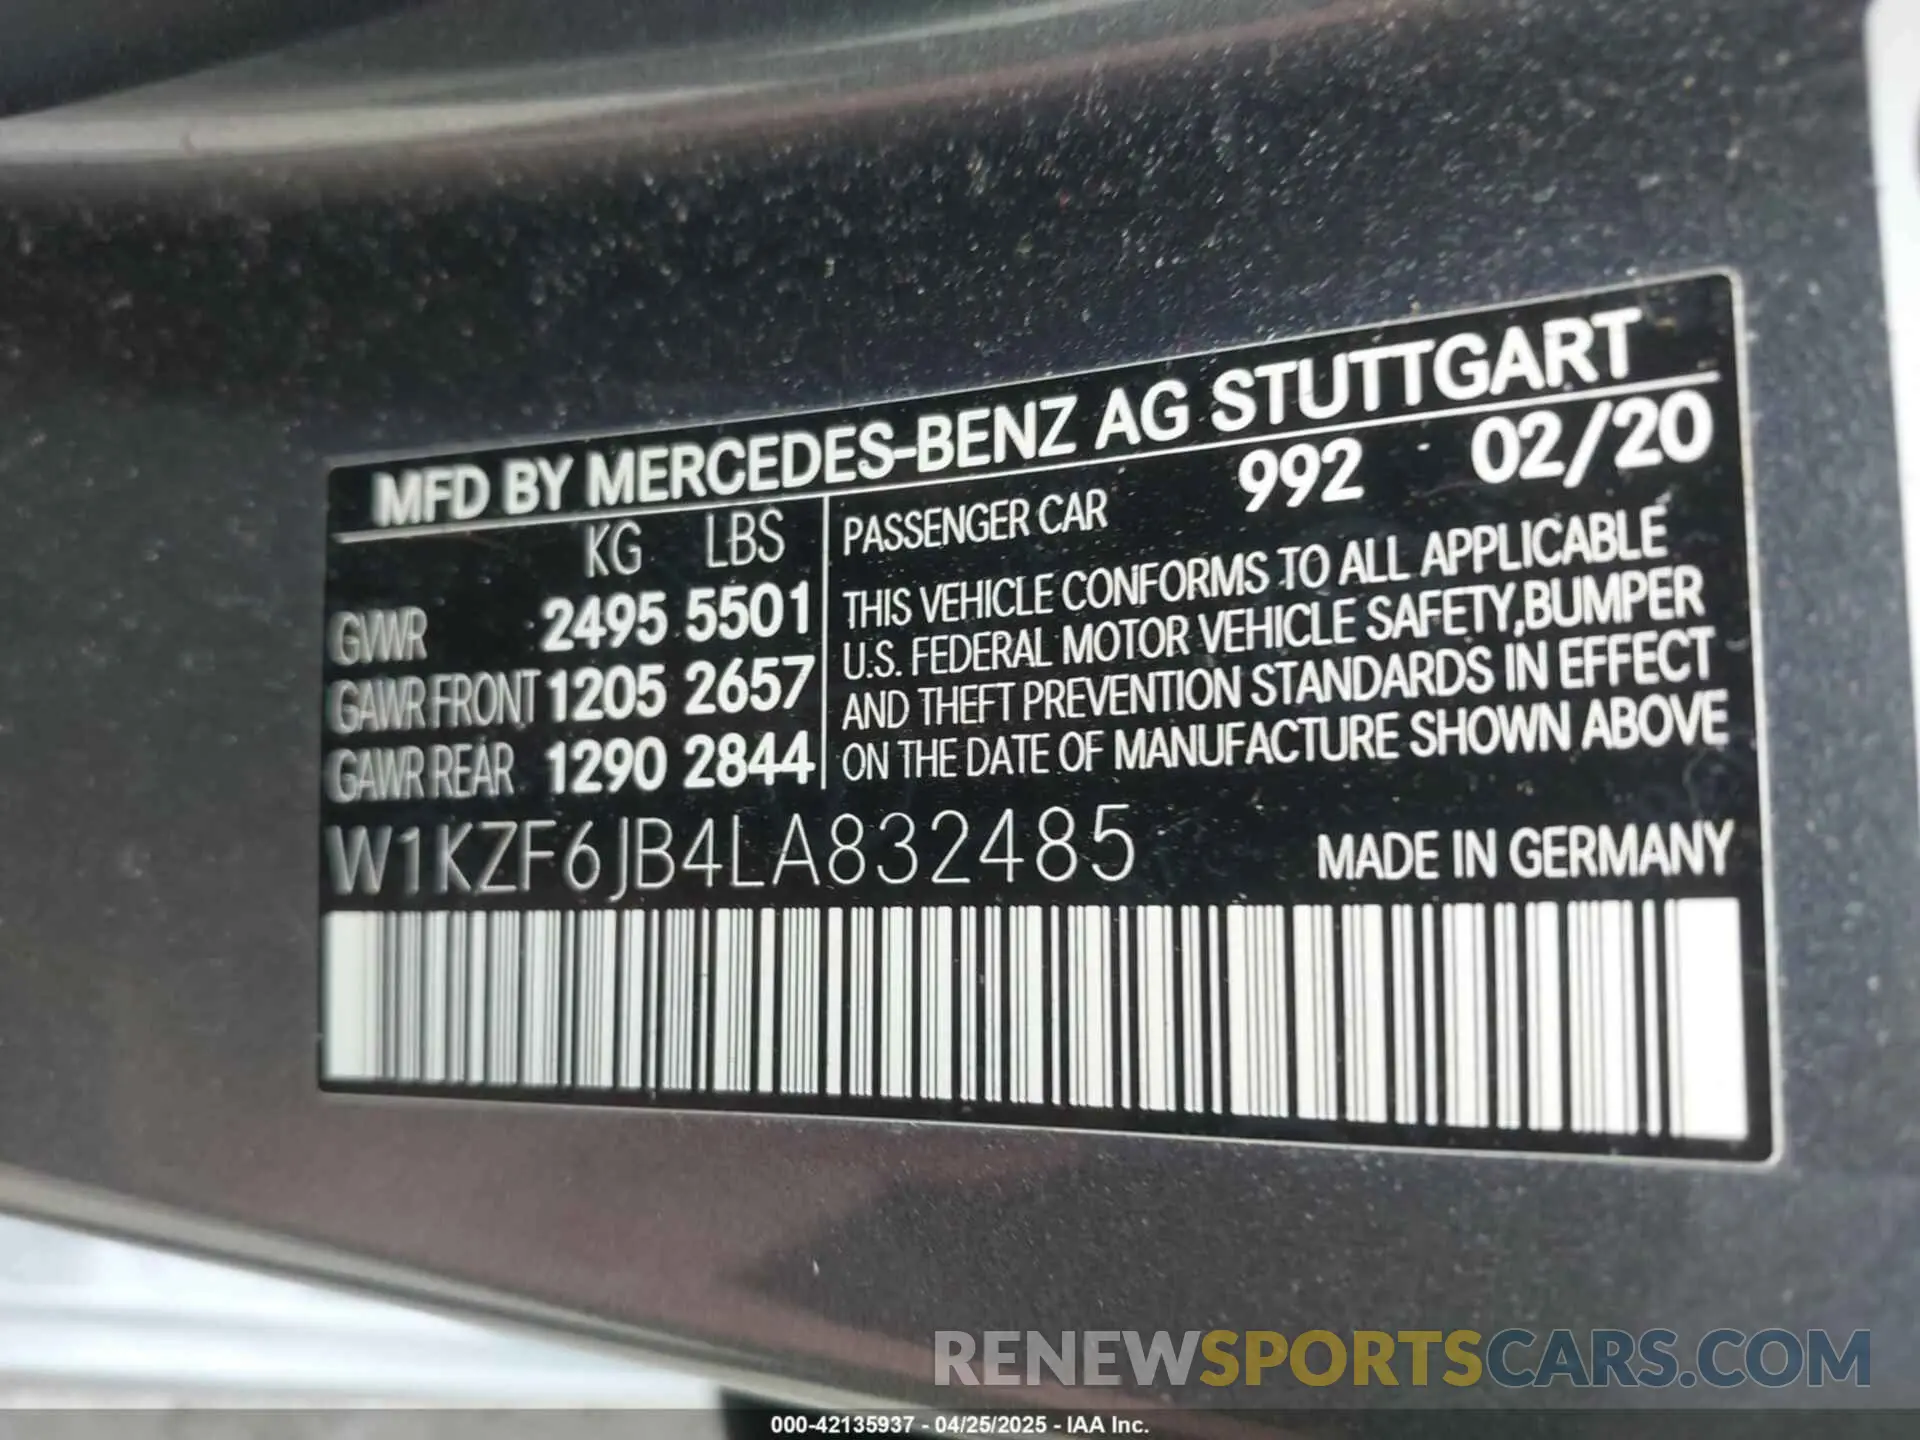 MFD BY MERCEDES-BENZ AG STUTTGART
KG LBS
GVWR 2495 5501
GAWR FRONT 1205 2657
GAWR REAR 1290 2844
PASSENGER CAR 992 02/20
THIS VEHICLE CONFORMS TO ALL APPLICABLE
U.S. FEDERAL MOTOR VEHICLE SAFETY,BUMPER
AND THEFT PREVENTION STANDARDS IN EFFECT
ON THE DATE OF MANUFACTURE SHOWN ABOVE
W1KZF6JB4LA832485 MADE IN GERMANY
RENEWSPORTSCARS.COM
000-42135937 - 04/25/2025 - IAA Inc.